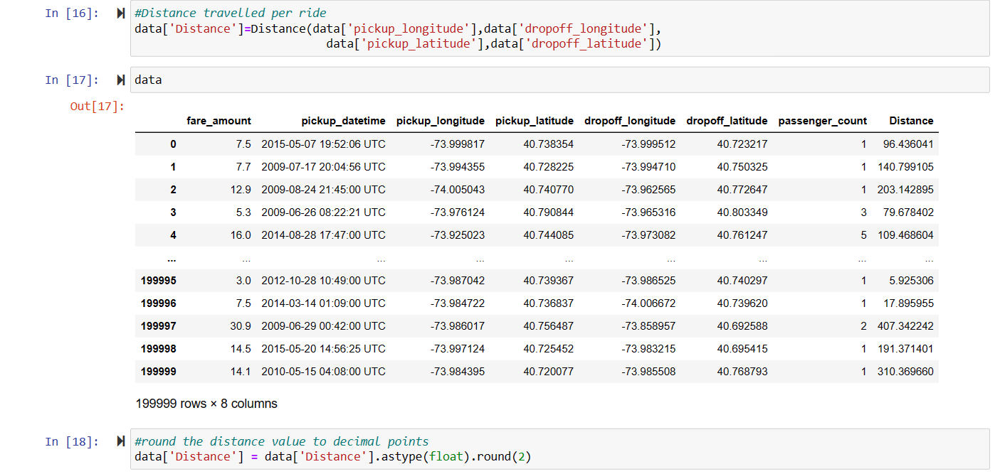 In [16]: #Distance travelled per ride
data['Distance']=Distance(data['pickup_longitude'],data['dropoff_longitude'],
data['pickup_latitude'],data['dropoff_latitude'])
In [17]: data
Out[17]:
fare_amount pickup_datetime pickup_longitude pickup_latitude dropoff_longitude dropoff_latitude passenger_count Distance
0 7.5 2015-05-07 19:52:06 UTC -73.999817 40.738354 -73.999512 40.723217 1 96.436041
1 7.7 2009-07-17 20:04:56 UTC -73.994355 40.728225 -73.994710 40.750325 1 140.799105
2 12.9 2009-08-24 21:45:00 UTC -74.005043 40.740770 -73.962565 40.772647 1 203.142895
3 5.3 2009-06-26 08:22:21 UTC -73.976124 40.790844 -73.965316 40.803349 3 79.678402
4 16.0 2014-08-28 17:47:00 UTC -73.925023 40.744085 -73.973082 40.761247 5 109.468604
... ... ... ... ... ... ... ... ...
199995 3.0 2012-10-28 10:49:00 UTC -73.987042 40.739367 -73.986525 40.740297 1 5.925306
199996 7.5 2014-03-14 01:09:00 UTC -73.984722 40.736837 -74.006672 40.739620 1 17.895955
199997 30.9 2009-06-29 00:42:00 UTC -73.986017 40.756487 -73.858957 40.692588 2 407.342242
199998 14.5 2015-05-20 14:56:25 UTC -73.997124 40.725452 -73.983215 40.695415 1 191.371401
199999 14.1 2010-05-15 04:08:00 UTC -73.984395 40.720077 -73.985508 40.768793 1 310.369660
199999 rows × 8 columns
In [18]: #round the distance value to decimal points
data['Distance'] = data['Distance'].astype(float).round(2)